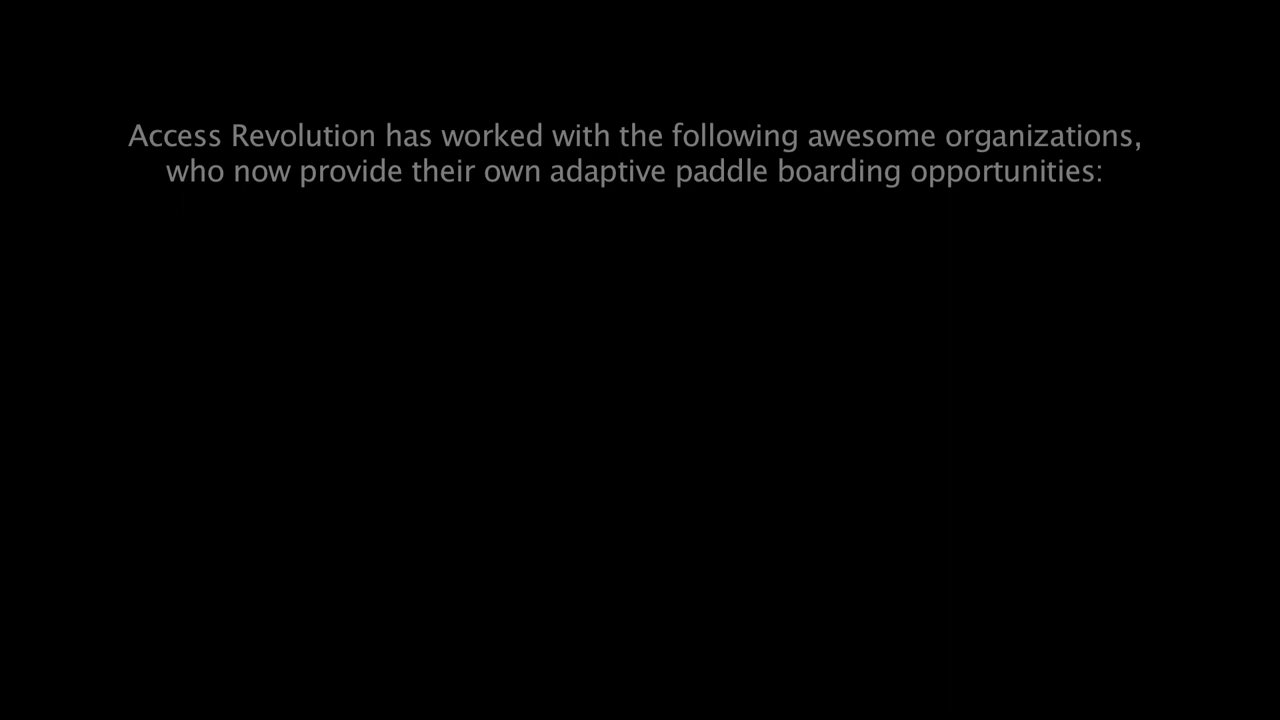 Access Revolution has worked with the following awesome organizations,
who now provide their own adaptive paddle boarding opportunities: